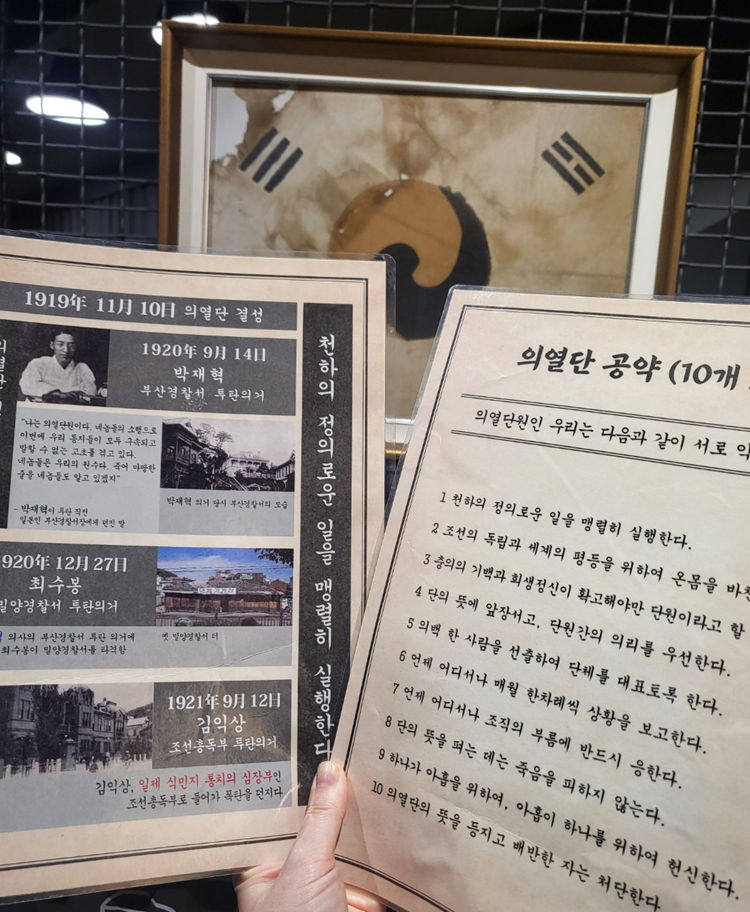 1919年 11月 10日 의열단 결성
1920年 9月 14日
박재혁
부산경찰서 투탄의거
"나는 의열단원이다. 네놈들의 소행으로
이번에 우리 동지들이 모두 구속되고
말할 수 없는 고초를 겪고 있다.
네놈들은 우리의 원수다. 죽어 마땅한
줄을 네놈들도 알고 있겠지"
- 박재혁이 투탄 직전
일본인 부산경찰서장에게 던진 말
박재혁 의거 당시 부산경찰서의 모습
920年 12月 27日
최수봉
밀양경찰서 투탄의거
의사의 부산경찰서 투탄 의거에
최수봉이 밀양경찰서를 타격함
옛 밀양경찰서 터
1921年 9月 12日
김익상
조선총독부 투탄의거
김익상, 일제 식민지 통치의 심장부인
조선총독부로 들어가 폭탄을 던지다
천하의 정의로운 일을 맹렬히 실행한다
의열단 공약 (10개
의열단원인 우리는 다음과 같이 서로
1 천하의 정의로운 일을 맹렬히 실행한다.
2 조선의 독립과 세계의 평등을 위하여 온몸을 바친
3 충의의 기백과 희생정신이 확고해야만 단원이라고 할
4 단의 뜻에 앞장서고, 단원간의 의리를 우선한다.
5 의백 한 사람을 선출하여 단체를 대표토록 한다.
6 언제 어디서나 매월 한차례씩 상황을 보고한다.
7 언제 어디서나 조직의 부름에 반드시 응한다.
8 단의 뜻을 펴는 데는 죽음을 피하지 않는다.
9 하나가 아홉을 위하여, 아홉이 하나를 위하여 헌신한다.
10 의열단의 뜻을 등지고 배반한 자는 처단한다